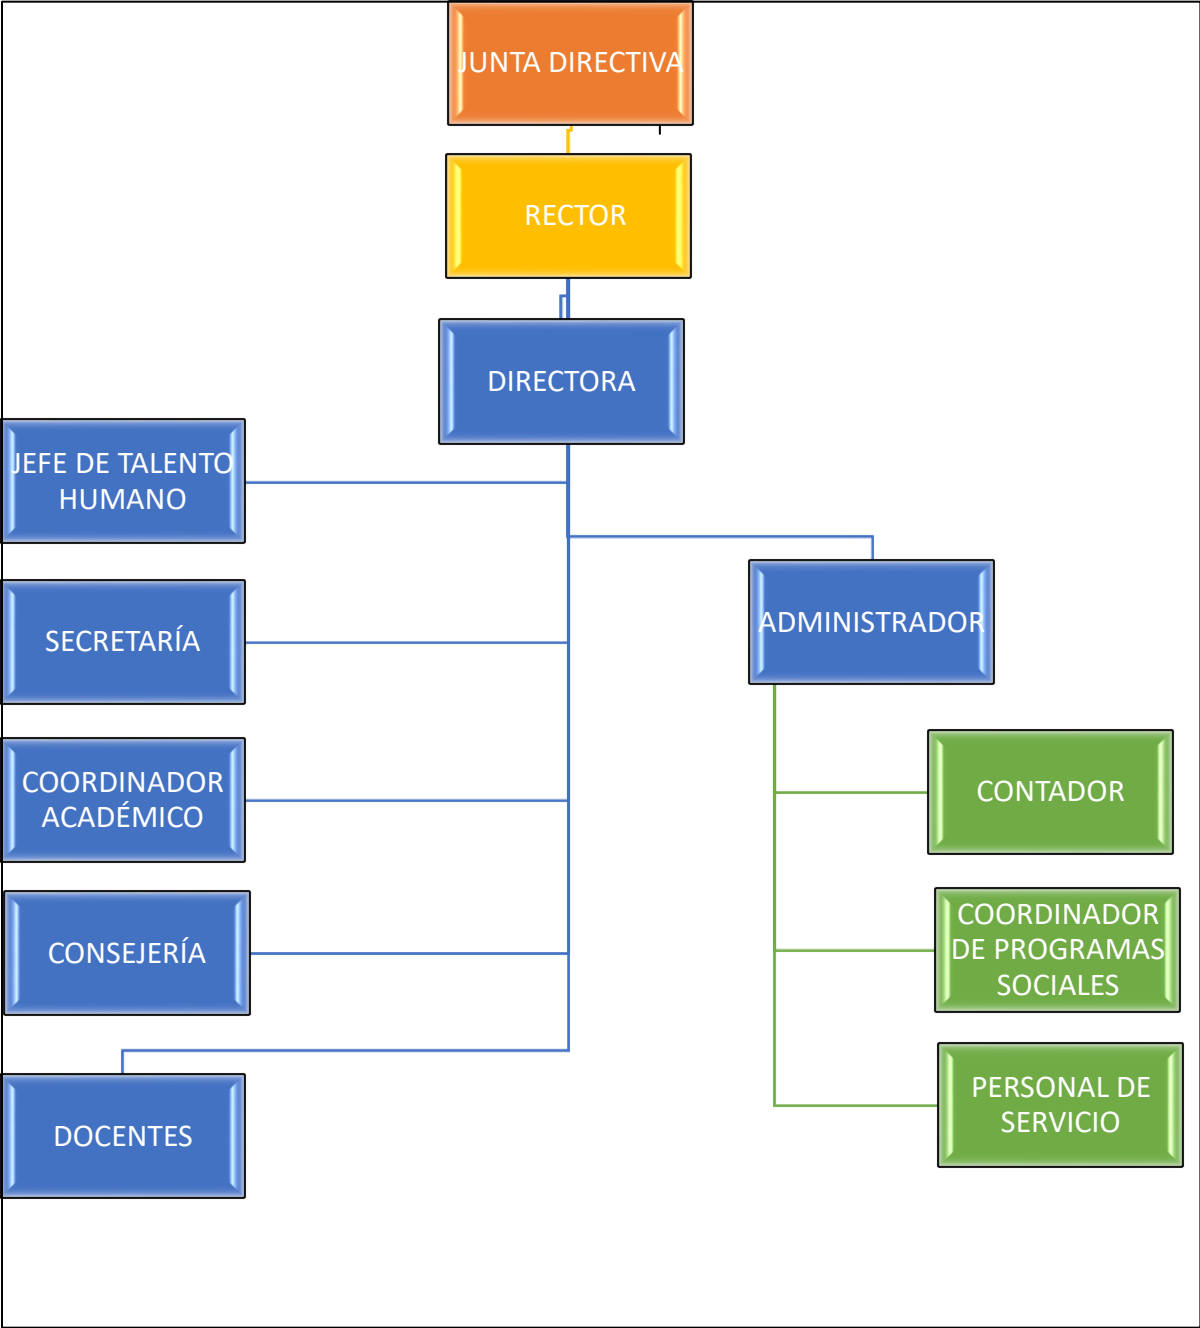 JUNTA DIRECTIVA
RECTOR
DIRECTORA
JEFE DE TALENTO
HUMANO
SECRETARÍA
COORDINADOR
ACADÉMICO
CONSEJERÍA
DOCENTES
ADMINISTRADOR
CONTADOR
COORDINADOR
DE PROGRAMAS
SOCIALES
PERSONAL DE
SERVICIO